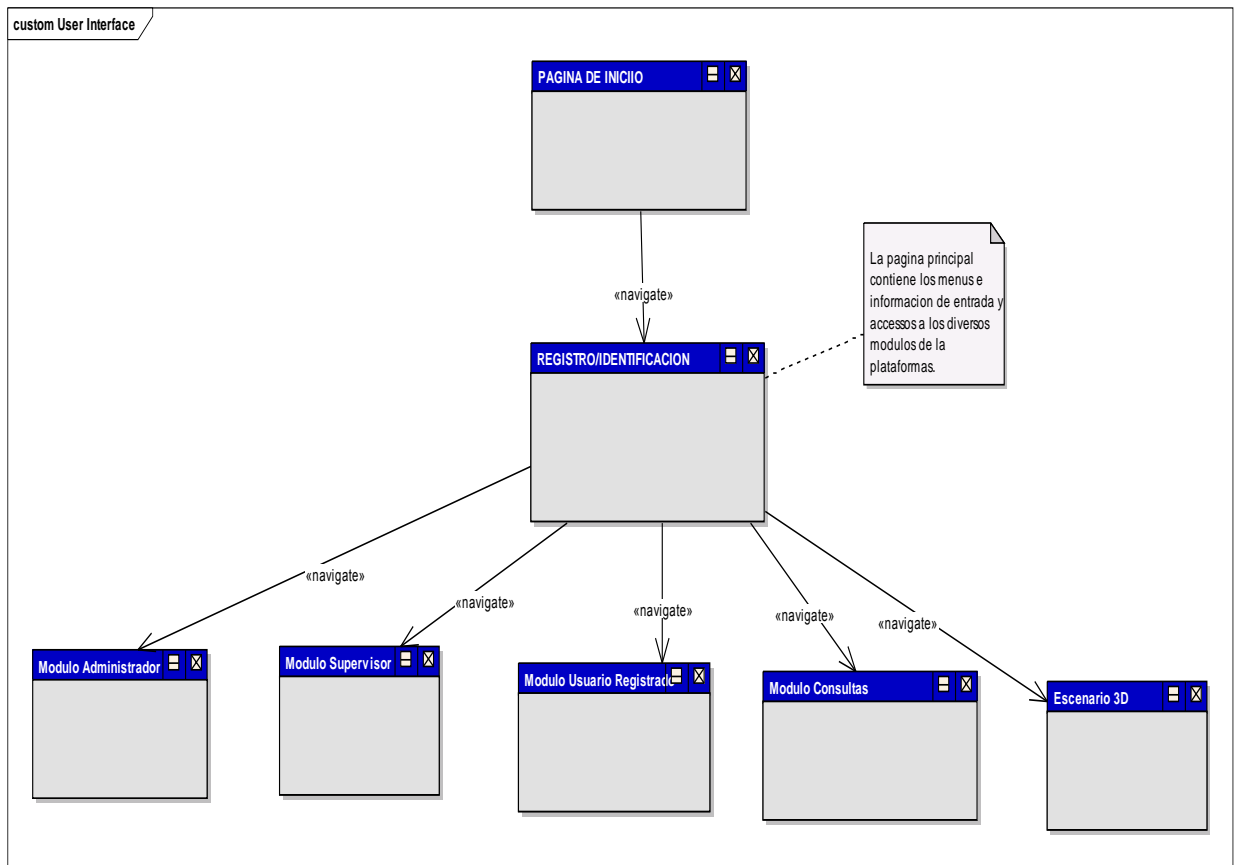 custom User Interface
PAGINA DE INICIIO
«navigate»
La pagina principal
contiene los menus e
informacion de entrada y
accessos a los diversos
modulos de la
plataformas.
REGISTRO/IDENTIFICACION
«navigate»
«navigate»
«navigate»
«navigate»
«navigate»
Modulo Administrador
Modulo Supervisor
Modulo Usuario Registrado
Modulo Consultas
Escenario 3D